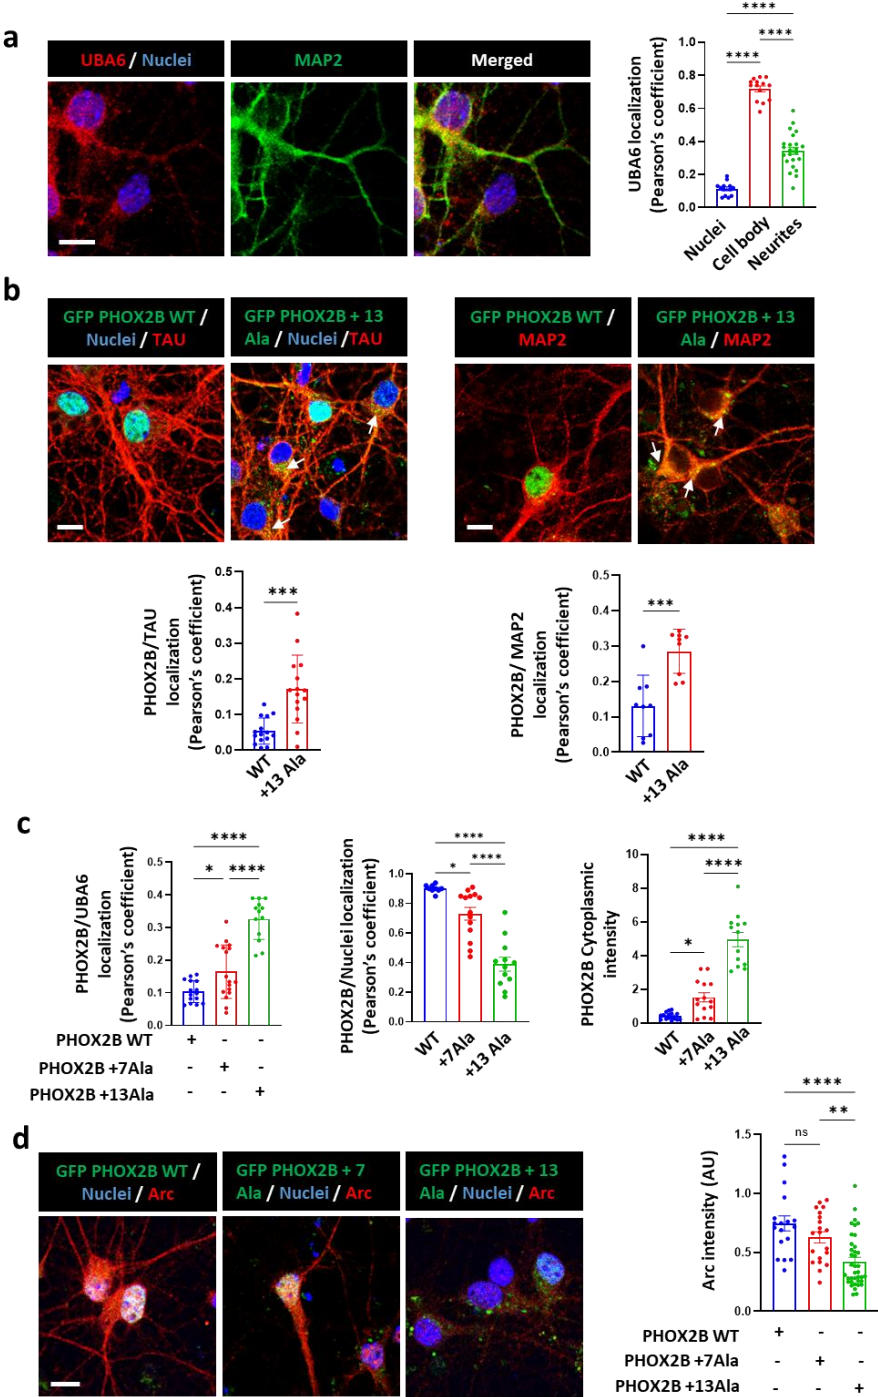 a
UBA6 / Nuclei
MAP2
Merged
UBA6 localization
(Pearson's coefficient)
****
**** ****
1.0
0.8
0.6
0.4
0.2
0.0
Nuclei
Cell body
Neurites
b
GFP PHOX2B WT /
Nuclei / TAU
GFP PHOX2B + 13
Ala / Nuclei /TAU
GFP PHOX2B WT /
MAP2
GFP PHOX2B + 13
Ala / MAP2
PHOX2B/TAU
localization
(Pearson's coefficient)
***
0.5
0.4
0.3
0.2
0.1
0.0
WT
+13 Ala
PHOX2B/ MAP2
localization
(Pearson's coefficient)
***
0.5
0.4
0.3
0.2
0.1
0.0
WT
+13 Ala
c
PHOX2B/UBA6
localization
(Pearson's coefficient)
****
* ****
0.5
0.4
0.3
0.2
0.1
0.0
PHOX2B WT + - -
PHOX2B +7Ala - + -
PHOX2B +13Ala - - +
PHOX2B/Nuclei localization
(Pearson's coefficient)
****
* ****
1.0
0.8
0.6
0.4
0.2
0.0
WT
+7Ala
+13 Ala
PHOX2B Cytoplasmic
intensity
****
* ****
10
8
6
4
2
0
WT
+7Ala
+13 Ala
d
GFP PHOX2B WT /
Nuclei / Arc
GFP PHOX2B + 7
Ala / Nuclei / Arc
GFP PHOX2B + 13
Ala / Nuclei / Arc
Arc intensity (AU)
****
ns **
1.5
1.0
0.5
0.0
PHOX2B WT + - -
PHOX2B +7Ala - + -
PHOX2B +13Ala - - +